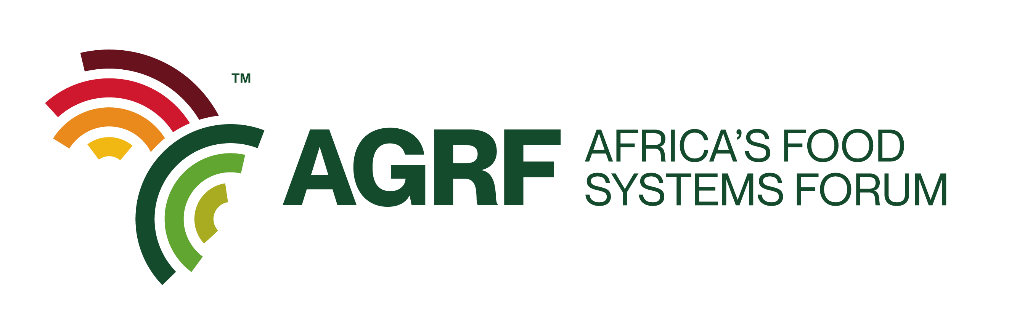 ™
AGRF
AFRICA'S FOOD
SYSTEMS FORUM